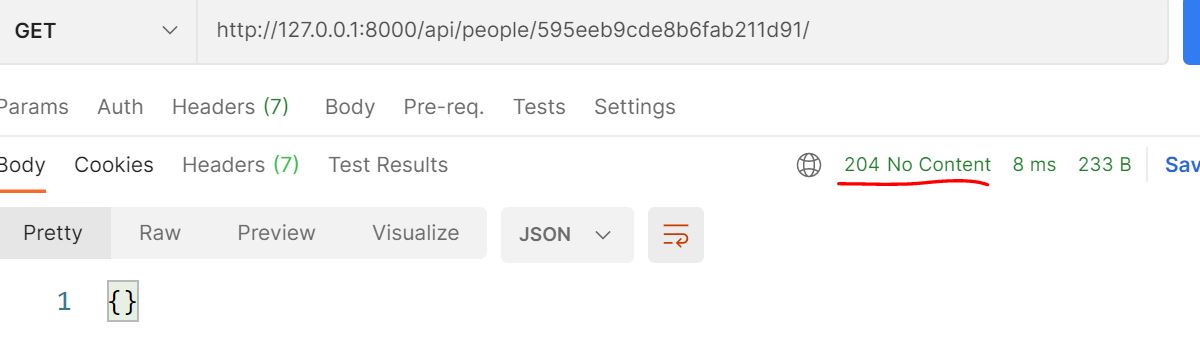 GET http://127.0.0.1:8000/api/people/595eeb9cde8b6fab211d91/
Params Auth Headers (7) Body Pre-req. Tests Settings
Body Cookies Headers (7) Test Results 204 No Content 8 ms 233 B Sav
Pretty Raw Preview Visualize JSON
1 {}